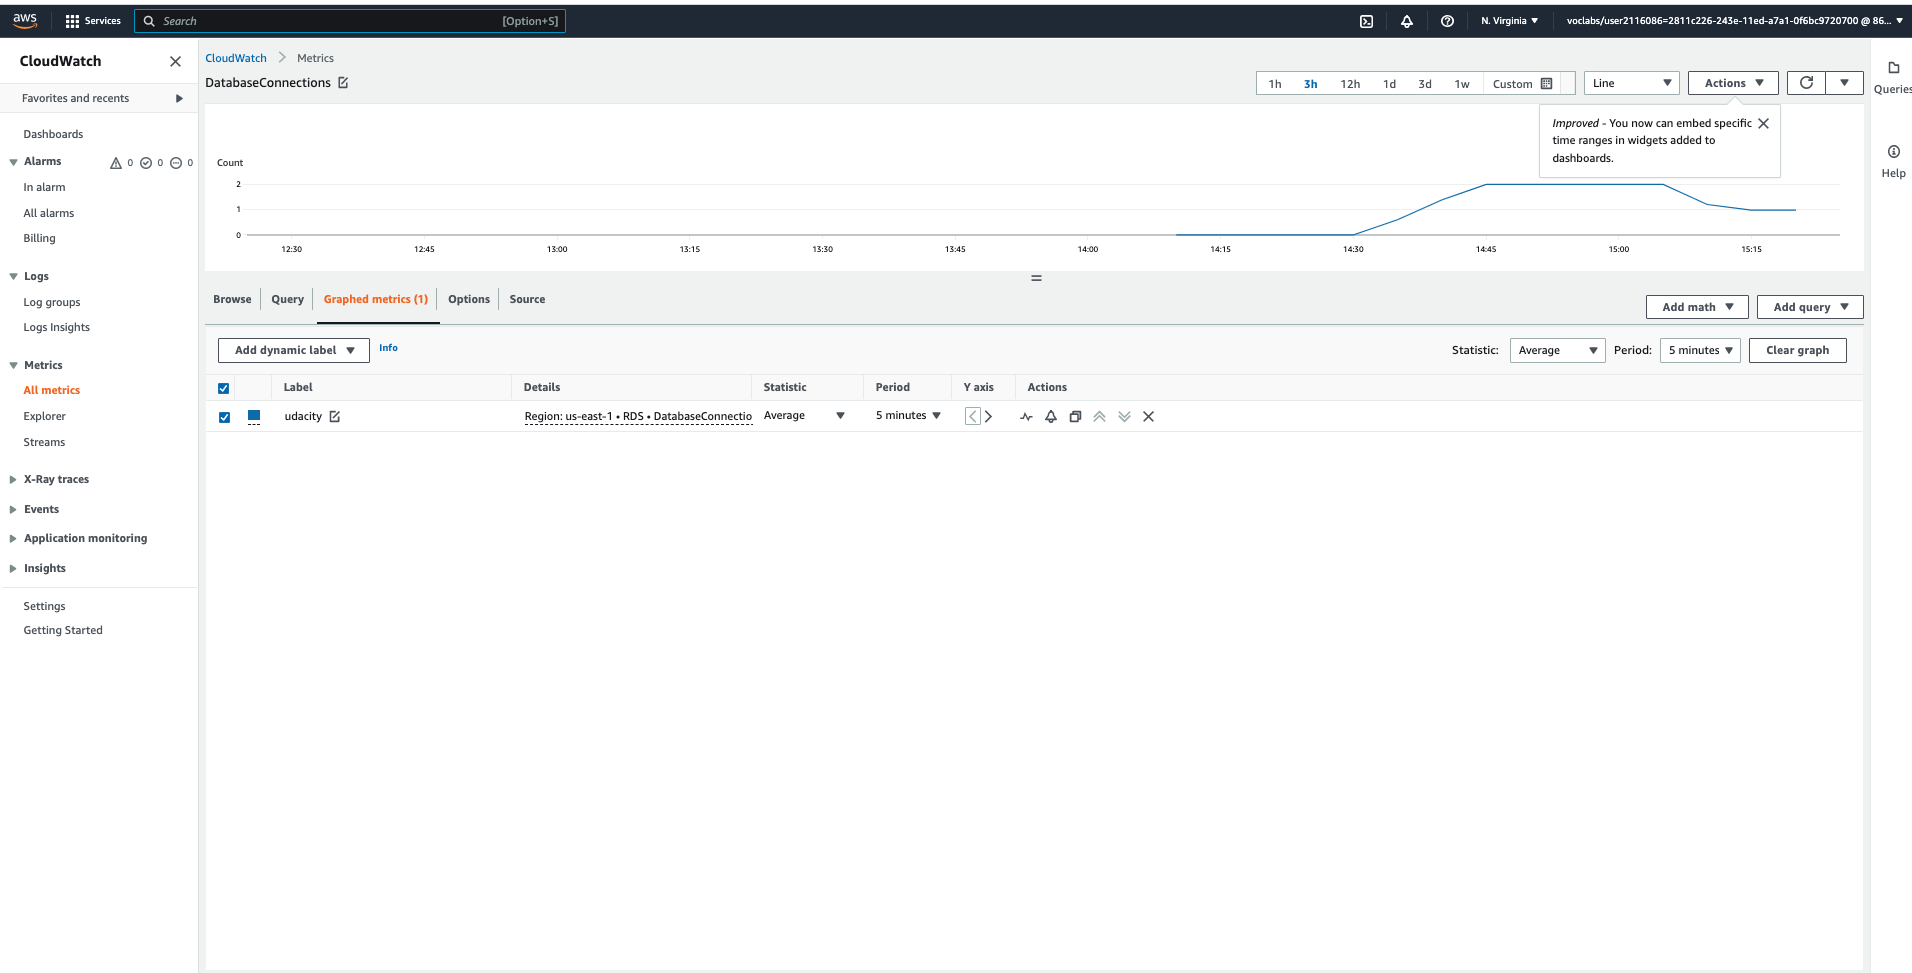 aws
Services
Search [Option+S]
N. Virginia
voclabs/user2116086=2811c226-243e-11ed-a7a1-0f6bc9720700 @ 86...
CloudWatch
Favorites and recents
Dashboards
Alarms 0 0 0
In alarm
All alarms
Billing
Logs
Log groups
Logs Insights
Metrics
All metrics
Explorer
Streams
X-Ray traces
Events
Application monitoring
Insights
Settings
Getting Started
CloudWatch Metrics
DatabaseConnections
1h 3h 12h 1d 3d 1w Custom
Line
Actions
Improved - You now can embed specific
time ranges in widgets added to
dashboards.
Count
2
1
0
12:30 12:45 13:00 13:15 13:30 13:45 14:00 14:15 14:30 14:45 15:00 15:15
Browse Query Graphed metrics (1) Options Source
Add math Add query
Add dynamic label Info
Statistic: Average Period: 5 minutes Clear graph
Label Details Statistic Period Y axis Actions
udacity Region: us-east-1 • RDS • DatabaseConnectio Average 5 minutes
Queries
Help